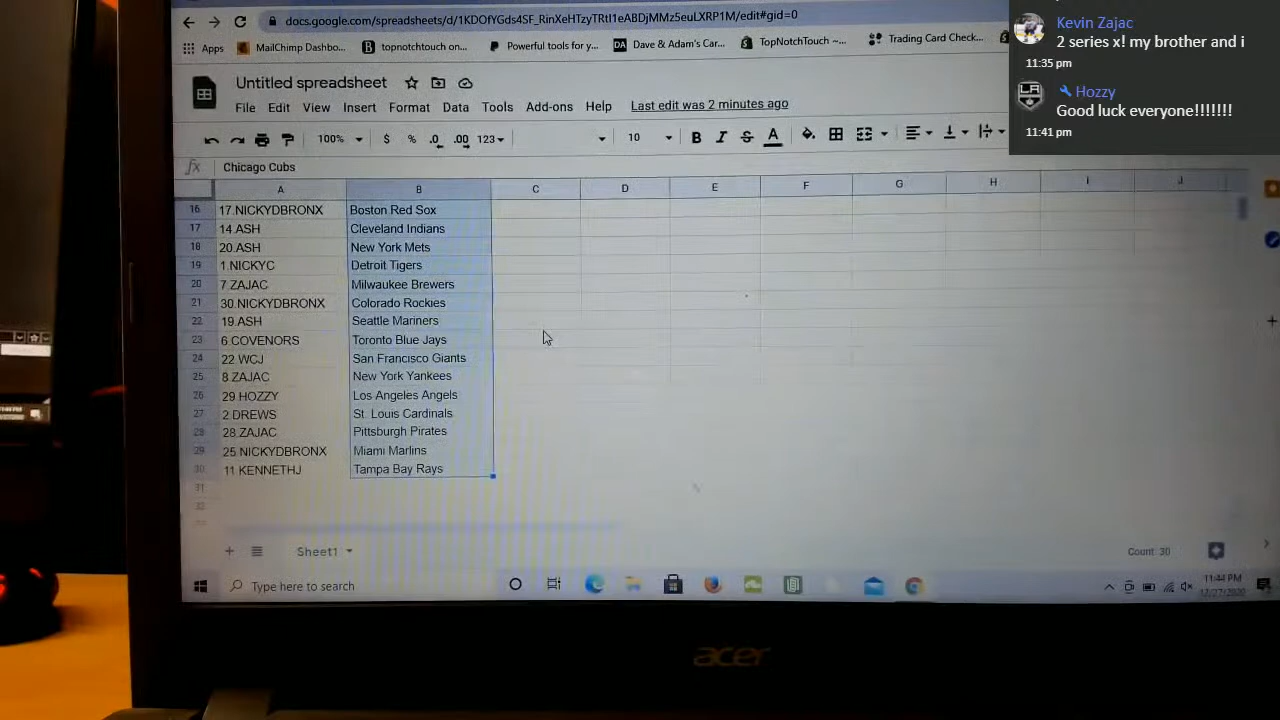 docs.google.com/spreadsheets/d/1KDOfYGds4SF_RinXeHTzyTRtI1eABDjMMz5euLXRP1M/edit#gid=0
Apps MailChimp Dashbo... topnotchtouch on... Powerful tools for y... DA Dave & Adam's Car... TopNotchTouch ~... Trading Card Check...
Kevin Zajac
2 series x! my brother and i
11:35 pm
Hozzy
Good luck everyone!!!!!!!
11:41 pm
Untitled spreadsheet
File Edit View Insert Format Data Tools Add-ons Help Last edit was 2 minutes ago
100% $ % .0 .00 123 10 B I S A
fx Chicago Cubs
A B C D E F G H I J
16 17.NICKYDBRONX Boston Red Sox
17 14.ASH Cleveland Indians
18 20.ASH New York Mets
19 1.NICKYC Detroit Tigers
20 7.ZAJAC Milwaukee Brewers
21 30.NICKYDBRONX Colorado Rockies
22 19.ASH Seattle Mariners
23 6 COVENORS Toronto Blue Jays
24 22 WCJ San Francisco Giants
25 8 ZAJAC New York Yankees
26 29 HOZZY Los Angeles Angels
27 2 DREWS St. Louis Cardinals
28 28 ZAJAC Pittsburgh Pirates
29 25 NICKYDBRONX Miami Marlins
30 11 KENNETHJ Tampa Bay Rays
31
32
Sheet1 Count: 30
Type here to search
11:44 PM
12/27/2020
acer